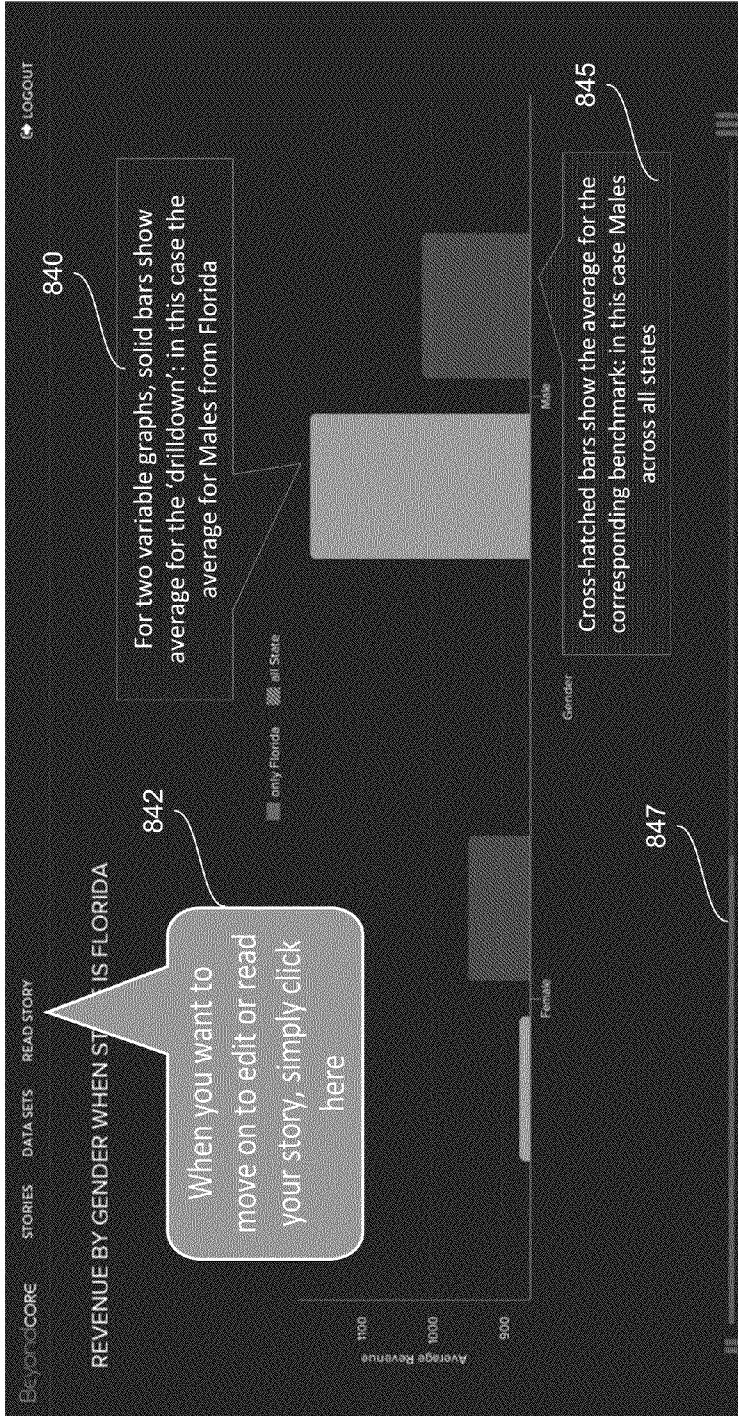 BeyondCORE STORIES DATA SETS READ STORY LOGOUT
REVENUE BY GENDER WHEN ST IS FLORIDA
840
For two variable graphs, solid bars show
average for the ‘drilldown’: in this case the
average for Males from Florida
842
When you want to
move on to edit or read
your story, simply click
here
only Florida all State
1100
1000
900
Average Revenue
Female
Male
Gender
845
Cross-hatched bars show the average for the
corresponding benchmark: in this case Males
across all states
847